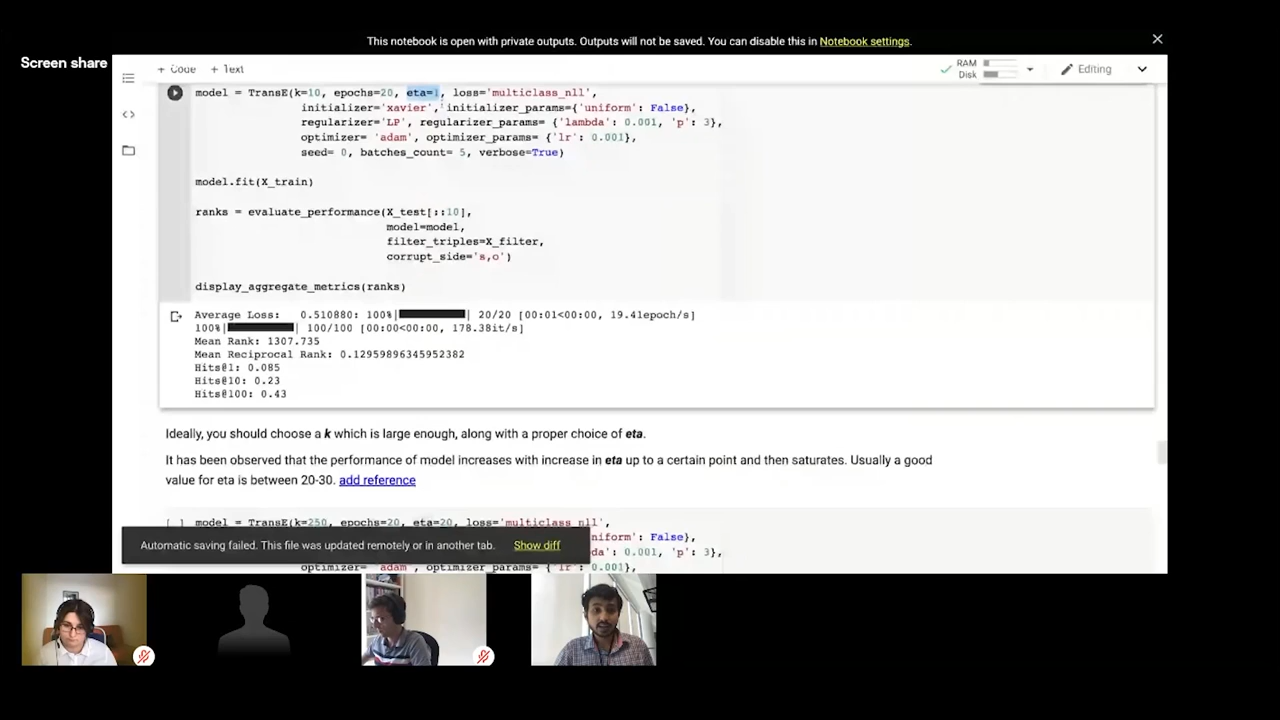 This notebook is open with private outputs. Outputs will not be saved. You can disable this in Notebook settings.
Screen share
+ Code + Text
RAM
Disk
Editing
model = TransE(k=10, epochs=20, eta=1, loss='multiclass_nll',
initializer='xavier', initializer_params={'uniform': False},
regularizer='LP', regularizer_params= {'lambda': 0.001, 'p': 3},
optimizer= 'adam', optimizer_params= {'lr': 0.001},
seed= 0, batches_count= 5, verbose=True)
model.fit(X_train)
ranks = evaluate_performance(X_test[::10],
model=model,
filter_triples=X_filter,
corrupt_side='s,o')
display_aggregate_metrics(ranks)
Average Loss: 0.510880: 100%| | 20/20 [00:01<00:00, 19.41epoch/s]
100%| | 100/100 [00:00<00:00, 178.38it/s]
Mean Rank: 1307.735
Mean Reciprocal Rank: 0.12959896345952382
Hits@1: 0.085
Hits@10: 0.23
Hits@100: 0.43
Ideally, you should choose a k which is large enough, along with a proper choice of eta.
It has been observed that the performance of model increases with increase in eta up to a certain point and then saturates. Usually a good
value for eta is between 20-30. add reference
[ ] model = TransE(k=250, epochs=20, eta=20, loss='multiclass_nll',
niform': False},
bda': 0.001, 'p': 3},
Automatic saving failed. This file was updated remotely or in another tab. Show diff
optimizer= 'adam', optimizer_params= {'lr': 0.001},